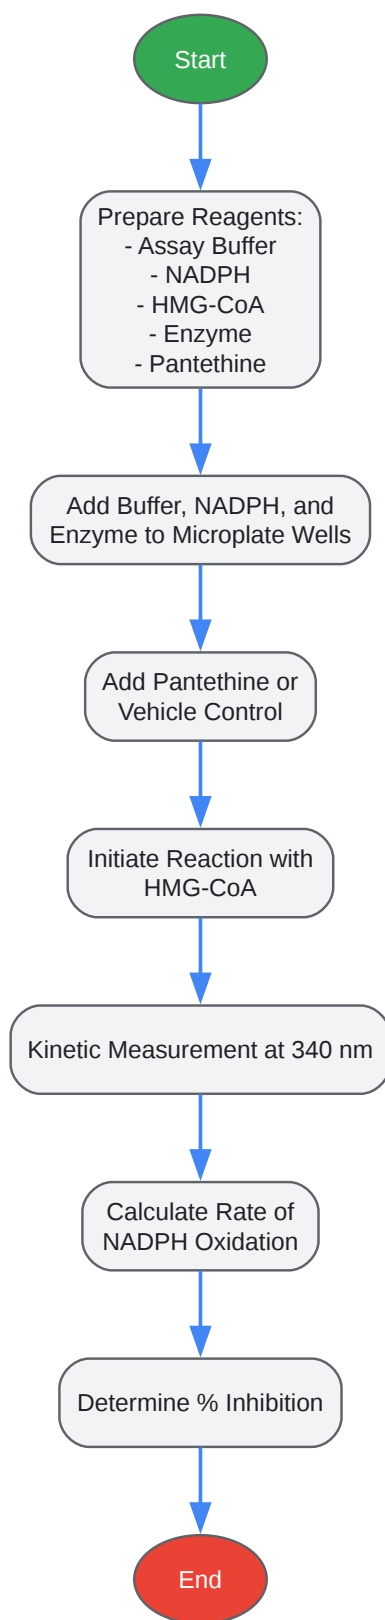 Start
Prepare Reagents:
- Assay Buffer
- NADPH
- HMG-CoA
- Enzyme
- Pantethine
Add Buffer, NADPH, and
Enzyme to Microplate Wells
Add Pantethine or
Vehicle Control
Initiate Reaction with
HMG-CoA
Kinetic Measurement at 340 nm
Calculate Rate of
NADPH Oxidation
Determine % Inhibition
End